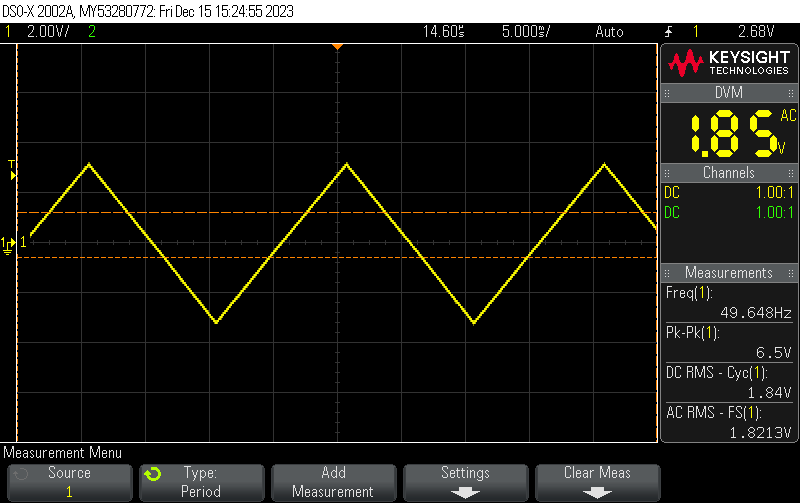 DSO-X 2002A, MY53280772: Fri Dec 15 15:24:55 2023
1 2.00V/ 2 14.60s 5.000s/ Auto 1 2.68V
KEYSIGHT
TECHNOLOGIES
DVM
1.85 AC
V
Channels
DC 1.00:1
DC 1.00:1
T
1 1
Measurements
Freq(1):
49.648Hz
Pk-Pk(1):
6.5V
DC RMS - Cyc(1):
1.84V
AC RMS - FS(1):
1.8213V
Measurement Menu
Source
1
Type:
Period
Add
Measurement
Settings
Clear Meas